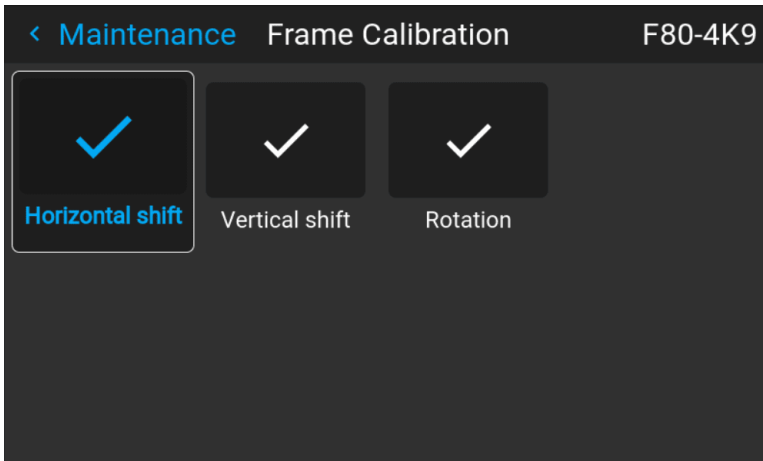 Maintenance Frame Calibration F80-4K9
Horizontal shift Vertical shift Rotation